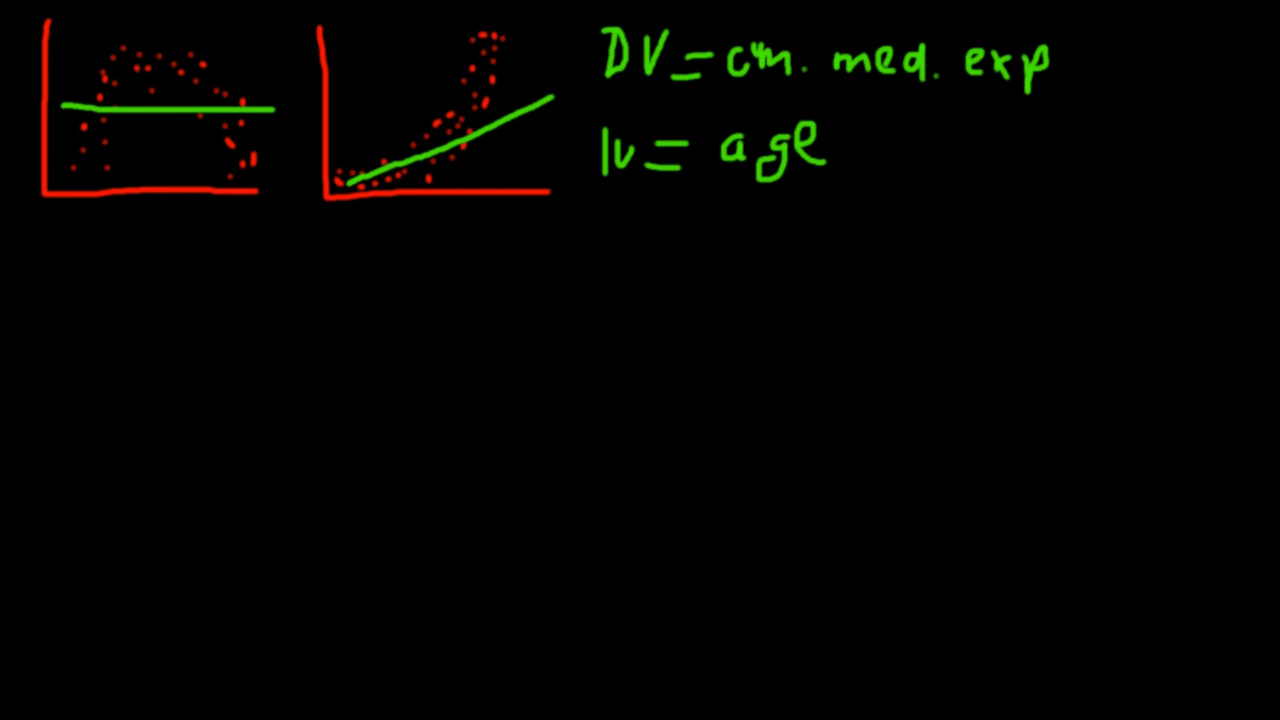 DV = cum. med. exp
IV = age